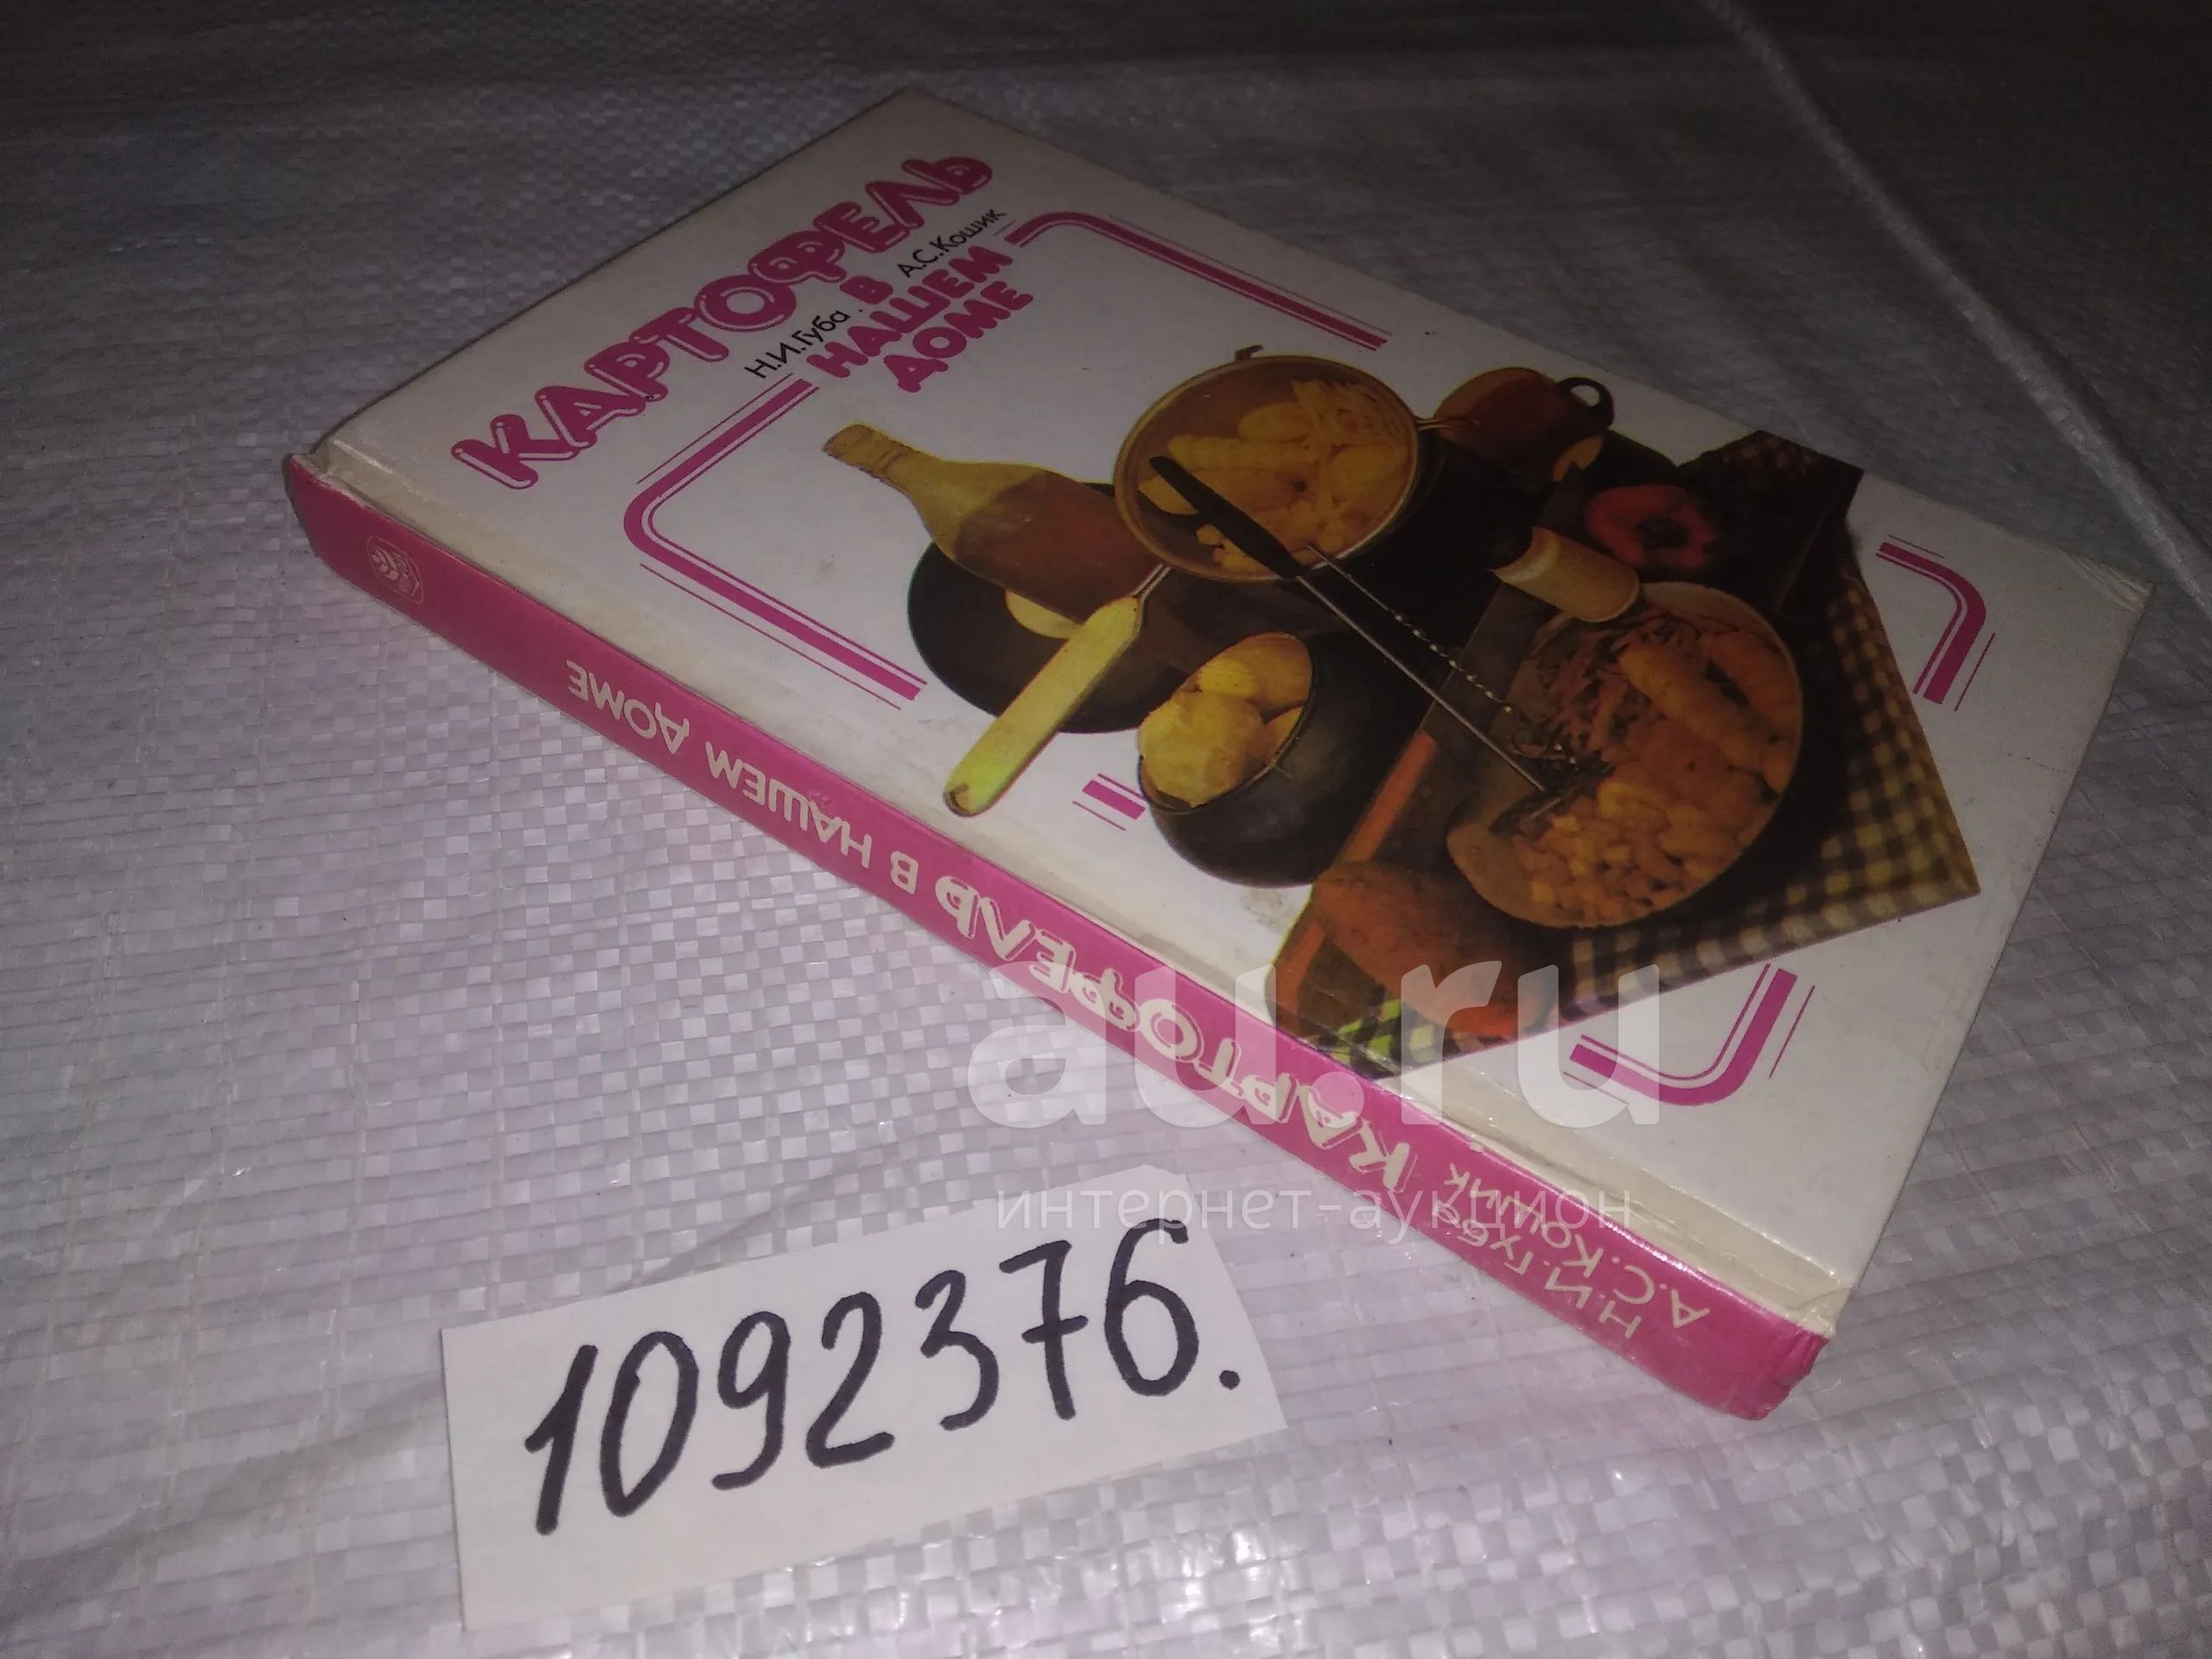 КАРТОФЕЛЬ
Н.И.Губа. В А.С.Кошик
НАШЕМ
ДОМЕ
Н.И.ГУБА
А.С.КОШИК
КАРТОФЕЛЬ В НАШЕМ ДОМЕ
au.ru
интернет-аукцион
1092376.